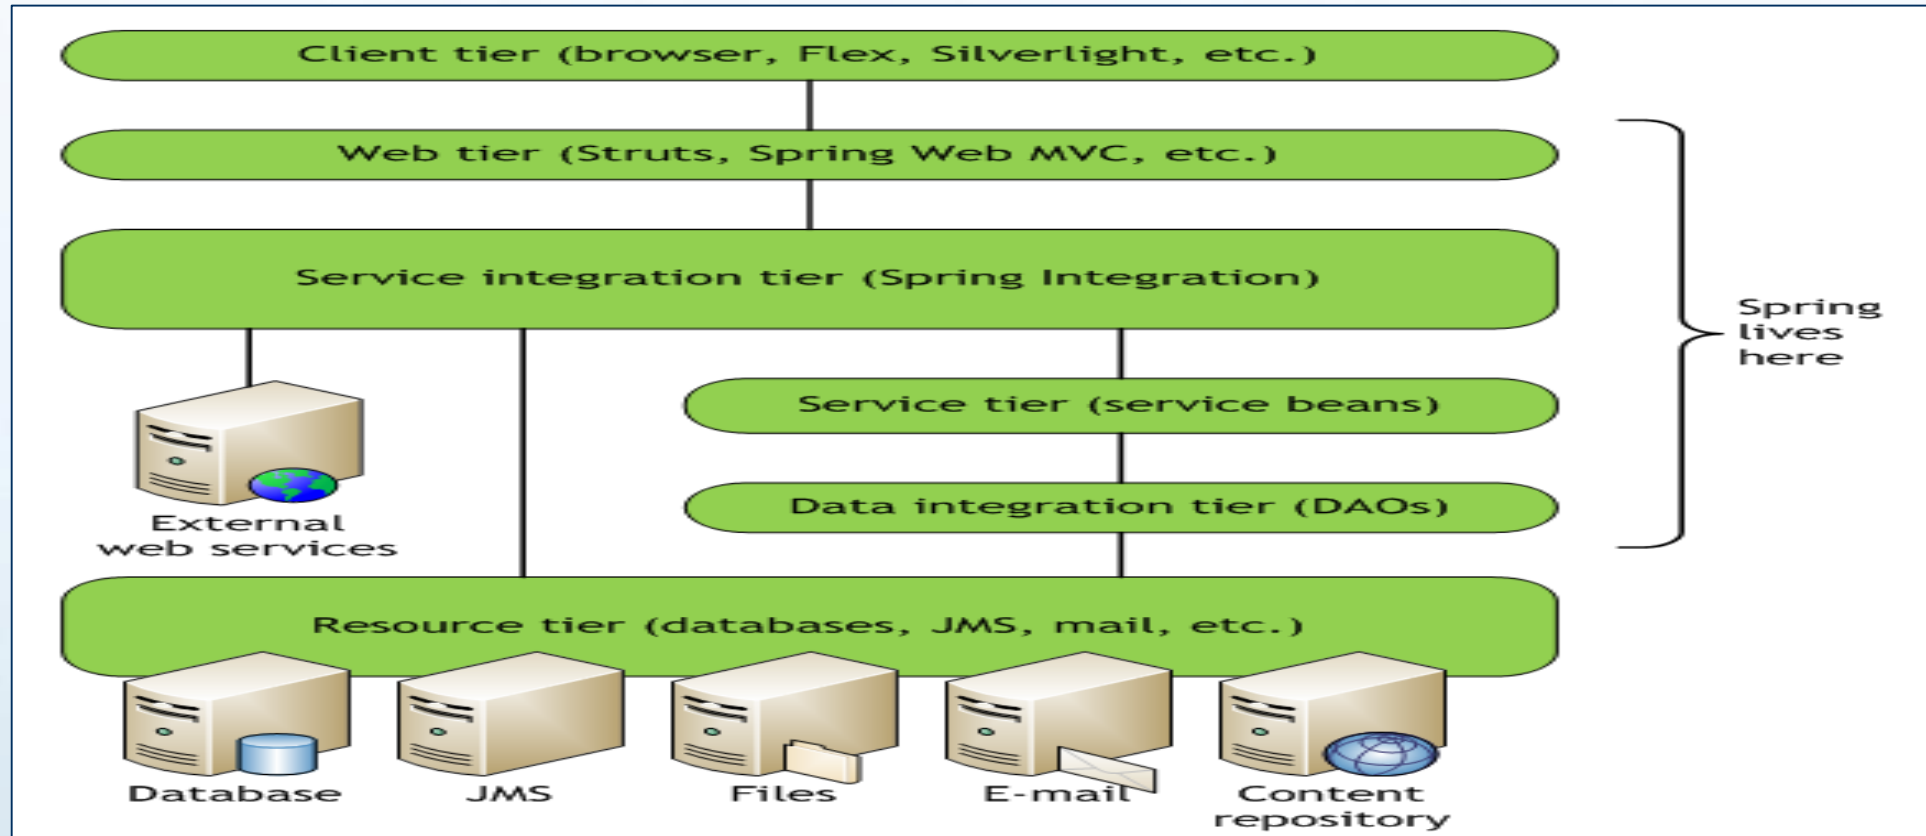 Client tier (browser, Flex, Silverlight, etc.)
Web tier (Struts, Spring Web MVC, etc.)
Service integration tier (Spring Integration)
Spring
lives
here
Service tier (service beans)
Data integration tier (DAOs)
External
web services
Resource tier (databases, JMS, mail, etc.)
Database
JMS
Files
E-mail
Content
repository